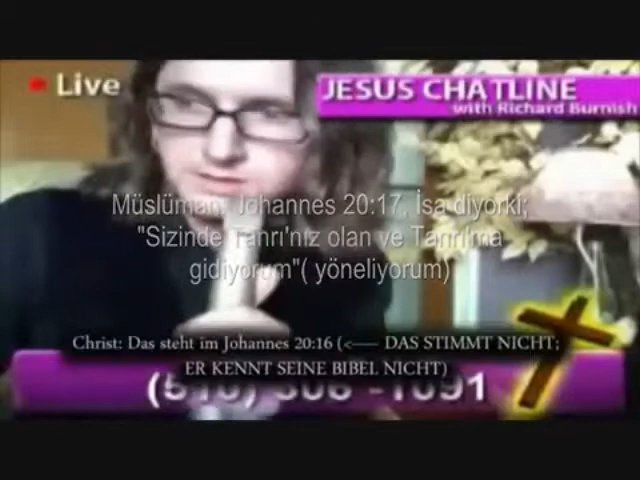 Live
JESUS CHATLINE
with Richard Burnish
Müslüman: Johannes 20:17, İsa diyorki;
"Sizinde Tanrı'nız olan ve Tanrı'ma
gidiyorum"( yöneliyorum)
Christ: Das steht im Johannes 20:16 (<---- DAS STIMMT NICHT;
ER KENNT SEINE BIBEL NICHT)
-1091